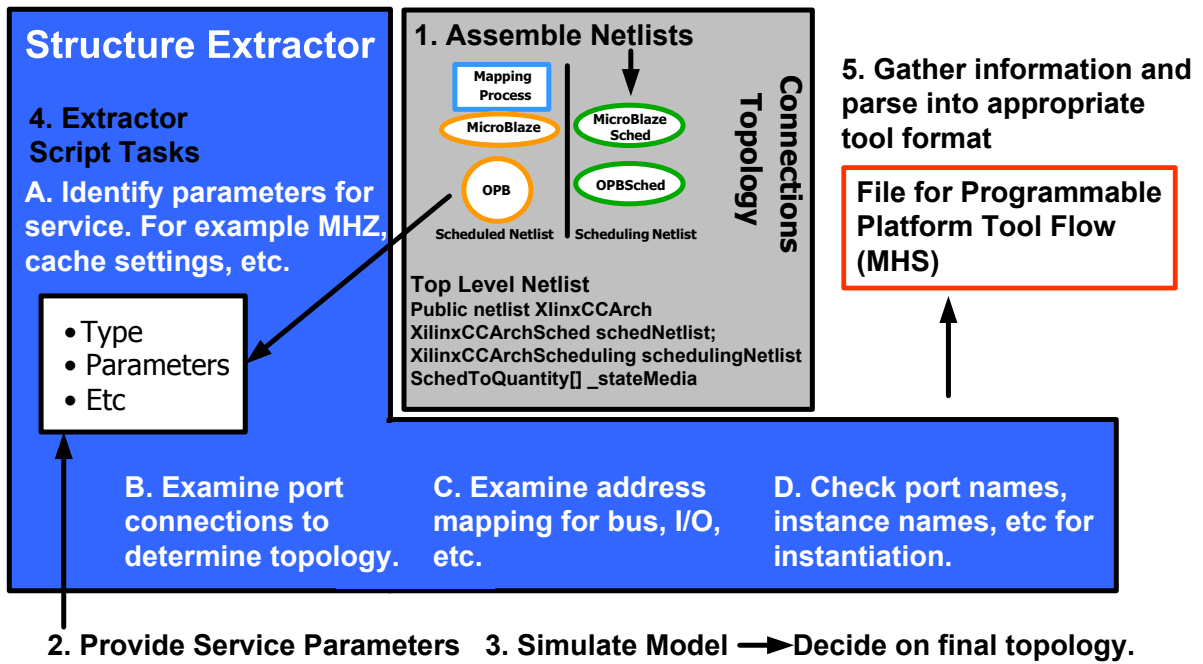 Structure Extractor
4. Extractor
Script Tasks
A. Identify parameters for
service. For example MHZ,
cache settings, etc.
• Type
• Parameters
• Etc
B. Examine port
connections to
determine topology.
C. Examine address
mapping for bus, I/O,
etc.
D. Check port names,
instance names, etc for
instantiation.
1. Assemble Netlists
Mapping
Process
MicroBlaze
OPB
Scheduled Netlist
MicroBlaze
Sched
OPBSched
Scheduling Netlist
Connections
Topology
Top Level Netlist
Public netlist XlinxCCArch
XilinxCCArchSched schedNetlist;
XilinxCCArchScheduling schedulingNetlist
SchedToQuantity[] _stateMedia
5. Gather information and
parse into appropriate
tool format
File for Programmable
Platform Tool Flow
(MHS)
2. Provide Service Parameters
3. Simulate Model
Decide on final topology.